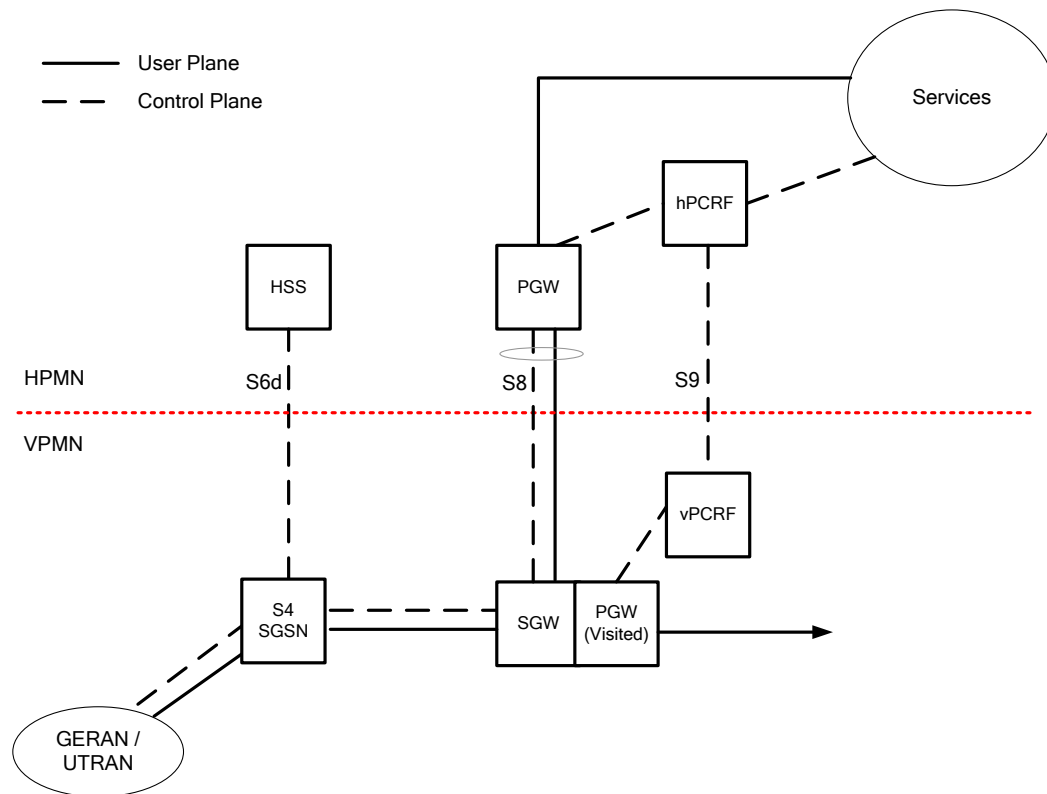 User Plane
Control Plane
Services
hPCRF
HSS
PGW
HPMN
S6d
S8
S9
VPMN
vPCRF
S4
SGSN
SGW
PGW
(Visited)
GERAN /
UTRAN